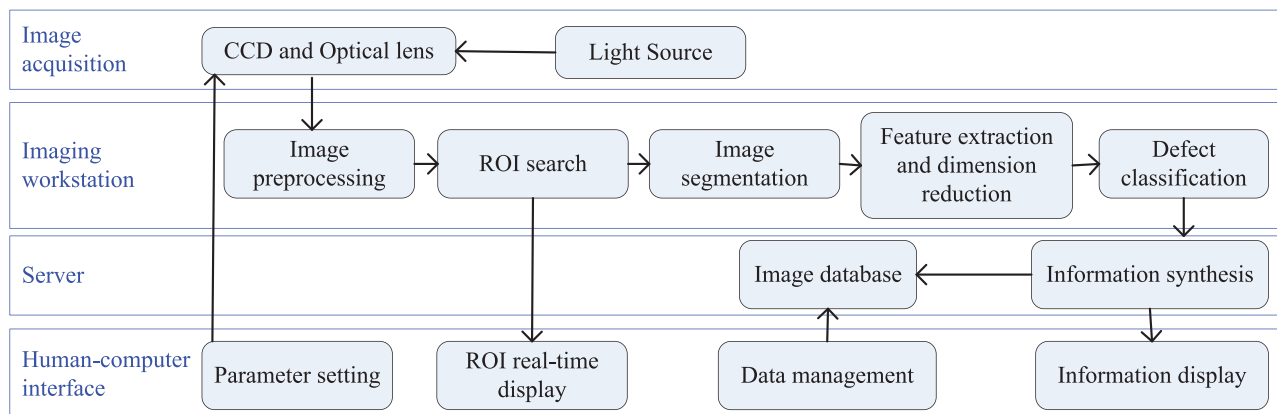 Image
acquisition
CCD and Optical lens
Light Source
Imaging
workstation
Image
preprocessing
ROI search
Image
segmentation
Feature extraction
and dimension
reduction
Defect
classification
Server
Image database
Information synthesis
Human-computer
interface
Parameter setting
ROI real-time
display
Data management
Information display